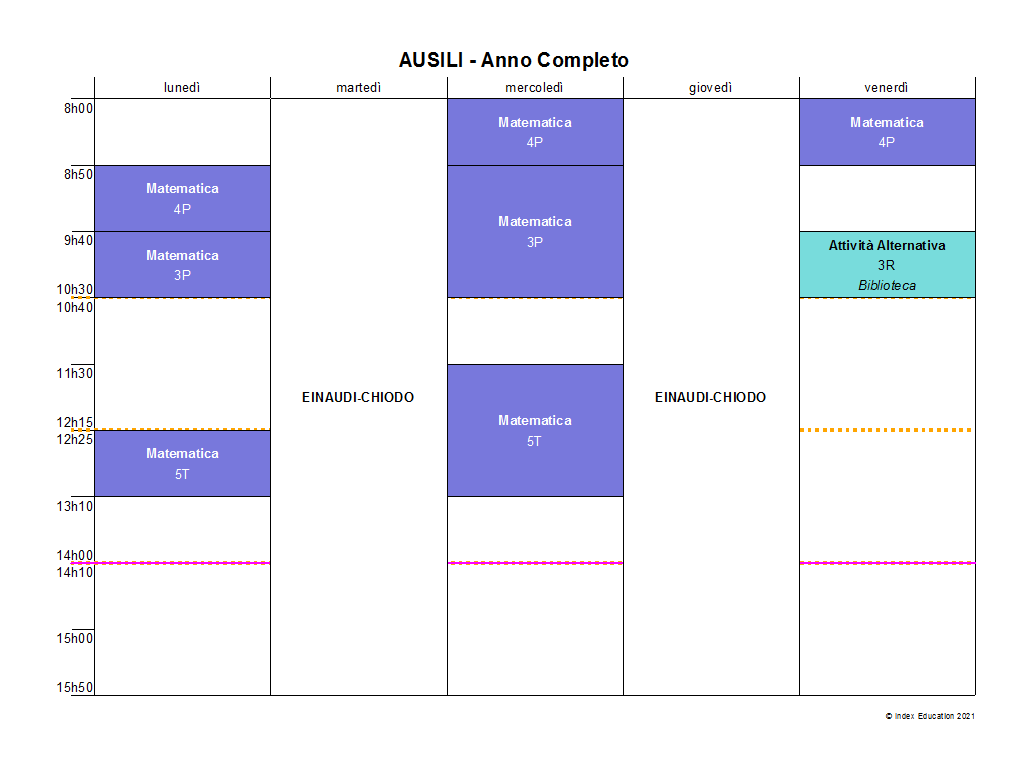 AUSILI - Anno Completo
lunedì martedì mercoledì giovedì venerdì
8h00
Matematica
4P
Matematica
4P
8h50
Matematica
4P
Matematica
3P
9h40
Matematica
3P
Attività Alternativa
3R
Biblioteca
10h30
10h40
11h30
EINAUDI-CHIODO
EINAUDI-CHIODO
Matematica
5T
12h15
12h25
Matematica
5T
13h10
14h00
14h10
15h00
15h50
© Index Education 2021